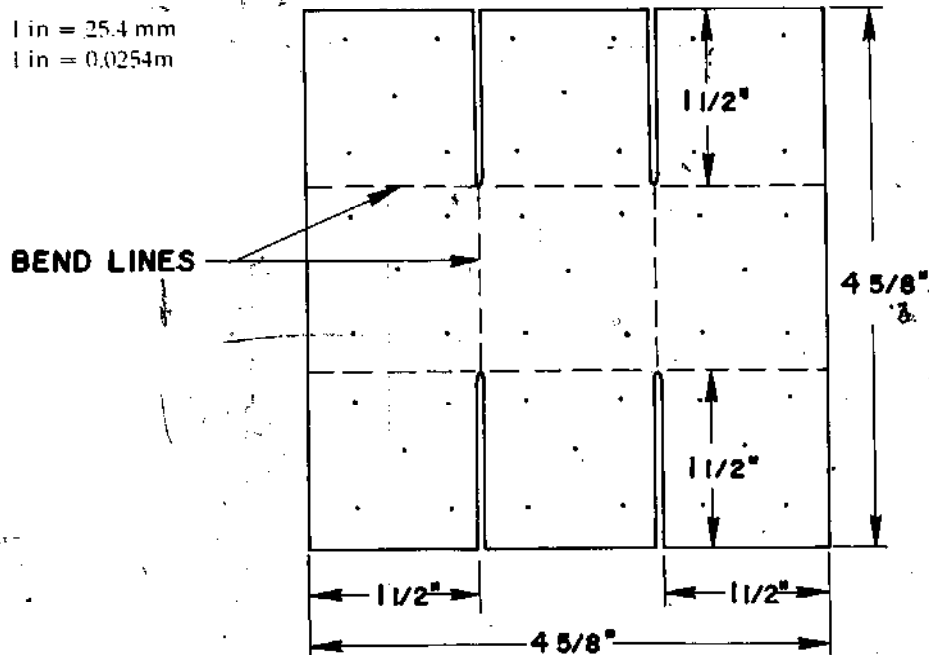 1 in = 25.4 mm
1 in = 0.0254m
1 1/2"
BEND LINES
4 5/8"
1 1/2"
1 1/2"
1 1/2"
4 5/8"